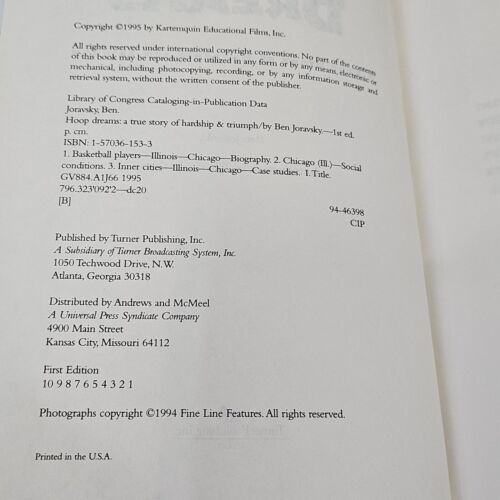 Copyright ©1995 by Kartemquin Educational Films, Inc.
All rights reserved under international copyright conventions. No part of the contents
of this book may be reproduced or utilized in any form or by any means, electronic or
mechanical, including photocopying, recording, or by any information storage and
retrieval system, without the written consent of the publisher.
Library of Congress Cataloging-in-Publication Data
Joravsky, Ben.
Hoop dreams: a true story of hardship & triumph/by Ben Joravsky—1st ed.
p. cm.
ISBN: 1-57036-153-3
1. Basketball players—Illinois—Chicago—Biography. 2. Chicago (Ill.)—Social
conditions. 3. Inner cities—Illinois—Chicago—Case studies. 1.Title.
GV884.A1J66 1995
796.323'092'2—dc20
[B]
94-46398
CIP
Published by Turner Publishing, Inc.
A Subsidiary of Turner Broadcasting System, Inc.
1050 Techwood Drive, N.W.
Atlanta, Georgia 30318
Distributed by Andrews and McMeel
A Universal Press Syndicate Company
4900 Main Street
Kansas City, Missouri 64112
First Edition
10 9 8 7 6 5 4 3 2 1
Photographs copyright ©1994 Fine Line Features. All rights reserved.
Printed in the U.S.A.